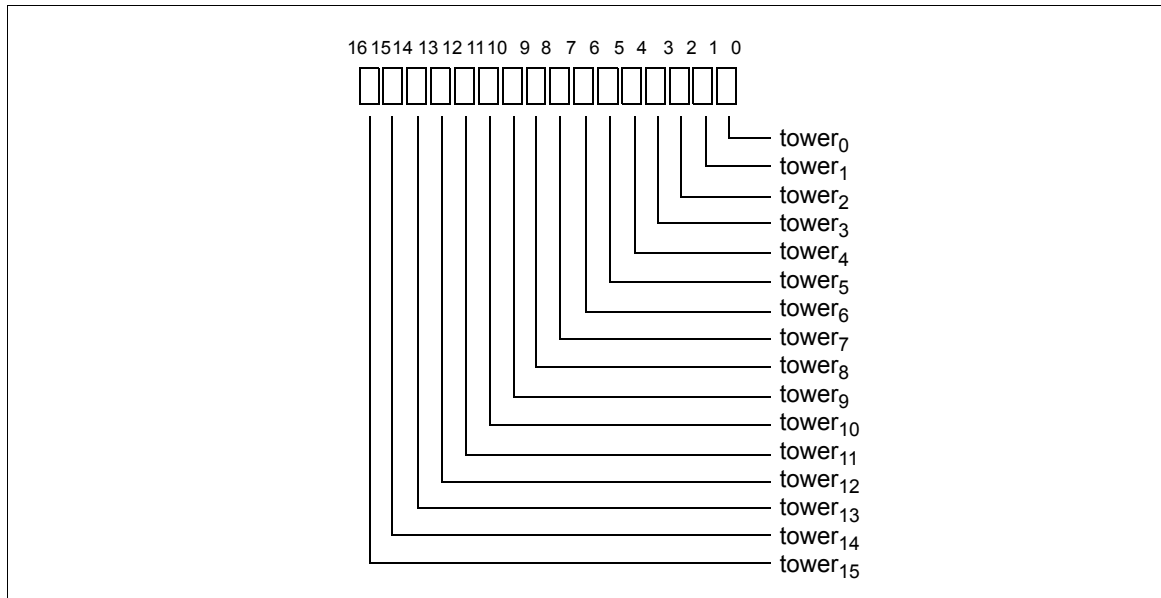 16 15 14 13 12 11 10 9 8 7 6 5 4 3 2 1 0
tower₀
tower₁
tower₂
tower₃
tower₄
tower₅
tower₆
tower₇
tower₈
tower₉
tower₁₀
tower₁₁
tower₁₂
tower₁₃
tower₁₄
tower₁₅